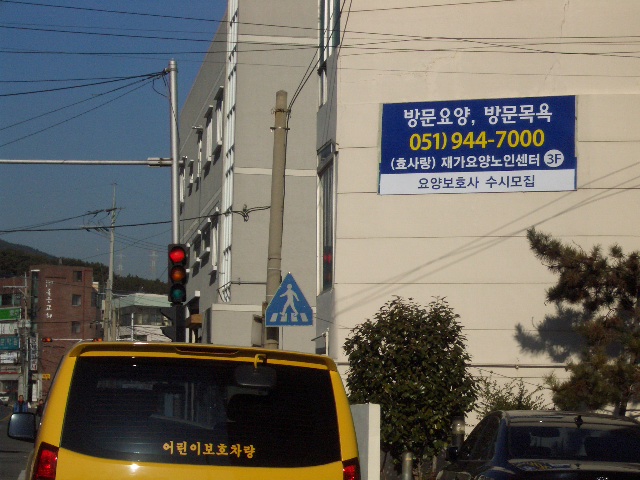 방문요양, 방문목욕
051) 944-7000
(효사랑) 재가요양노인센터 3F
요양보호사 수시모집
어린이보호차량